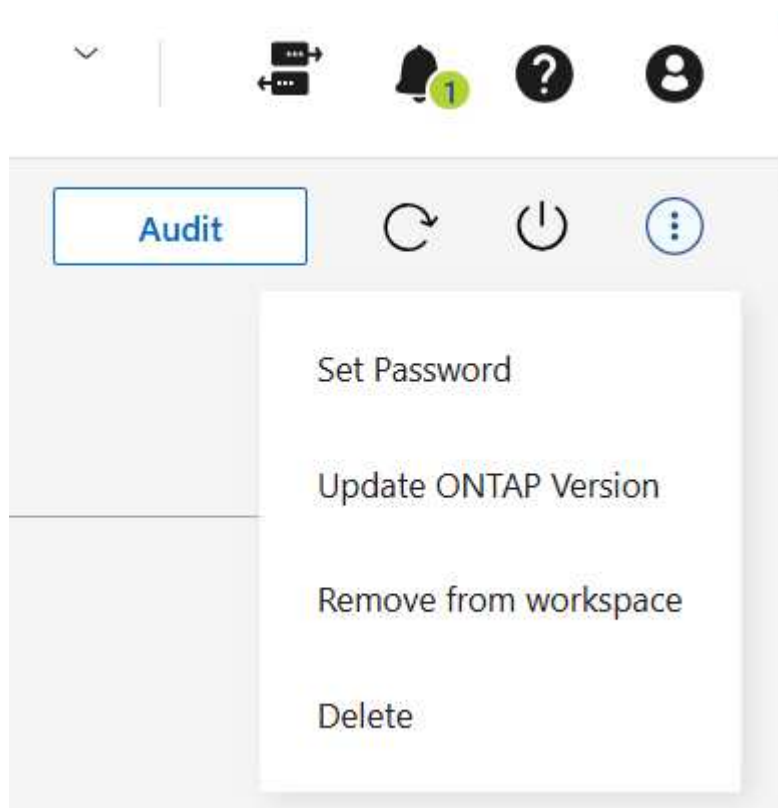 1
Audit
Set Password
Update ONTAP Version
Remove from workspace
Delete